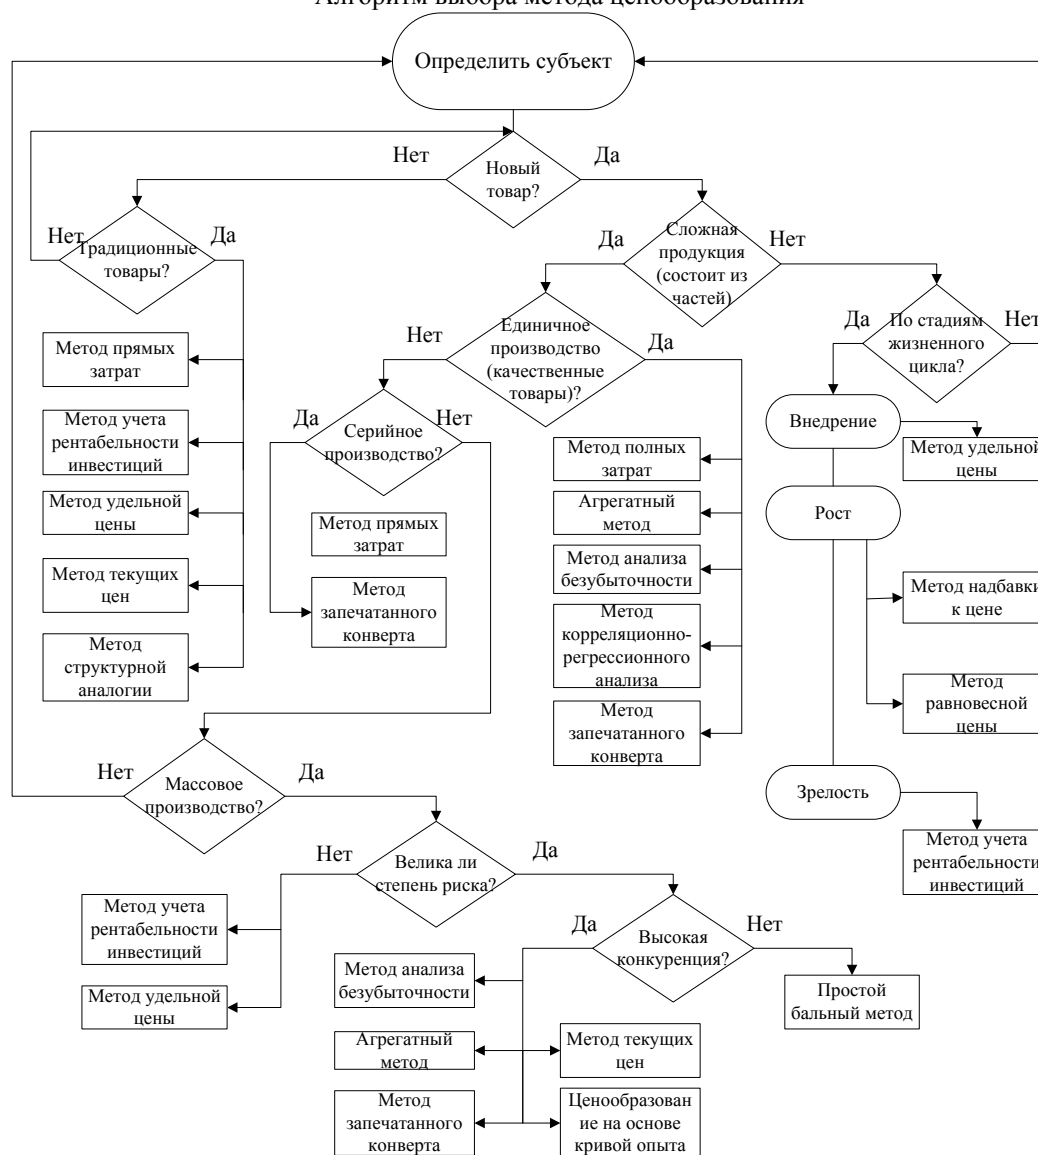 Алгоритм выбора метода ценообразования
Определить субъект
Нет
Да
Новый
товар?
Нет
Традиционные
товары?
Да
Да
Сложная
продукция
(состоит из
частей)
Нет
Метод прямых
затрат
Метод учета
рентабельности
инвестиций
Метод удельной
цены
Метод текущих
цен
Метод
структурной
аналогии
Нет
Единичное
производство
(качественные
товары)?
Да
Да
По стадиям
жизненного
цикла?
Нет
Да
Серийное
производство?
Нет
Метод прямых
затрат
Метод
запечатанного
конверта
Метод полных
затрат
Агрегатный
метод
Метод анализа
безубыточности
Метод
корреляционно-
регрессионного
анализа
Метод
запечатанного
конверта
Внедрение
Метод удельной
цены
Рост
Метод надбавки
к цене
Метод
равновесной
цены
Зрелость
Метод учета
рентабельности
инвестиций
Нет
Массовое
производство?
Да
Нет
Велика ли
степень риска?
Да
Метод учета
рентабельности
инвестиций
Метод удельной
цены
Да
Высокая
конкуренция?
Нет
Метод анализа
безубыточности
Агрегатный
метод
Метод
запечатанного
конверта
Метод текущих
цен
Ценообразован
ие на основе
кривой опыта
Простой
бальный метод